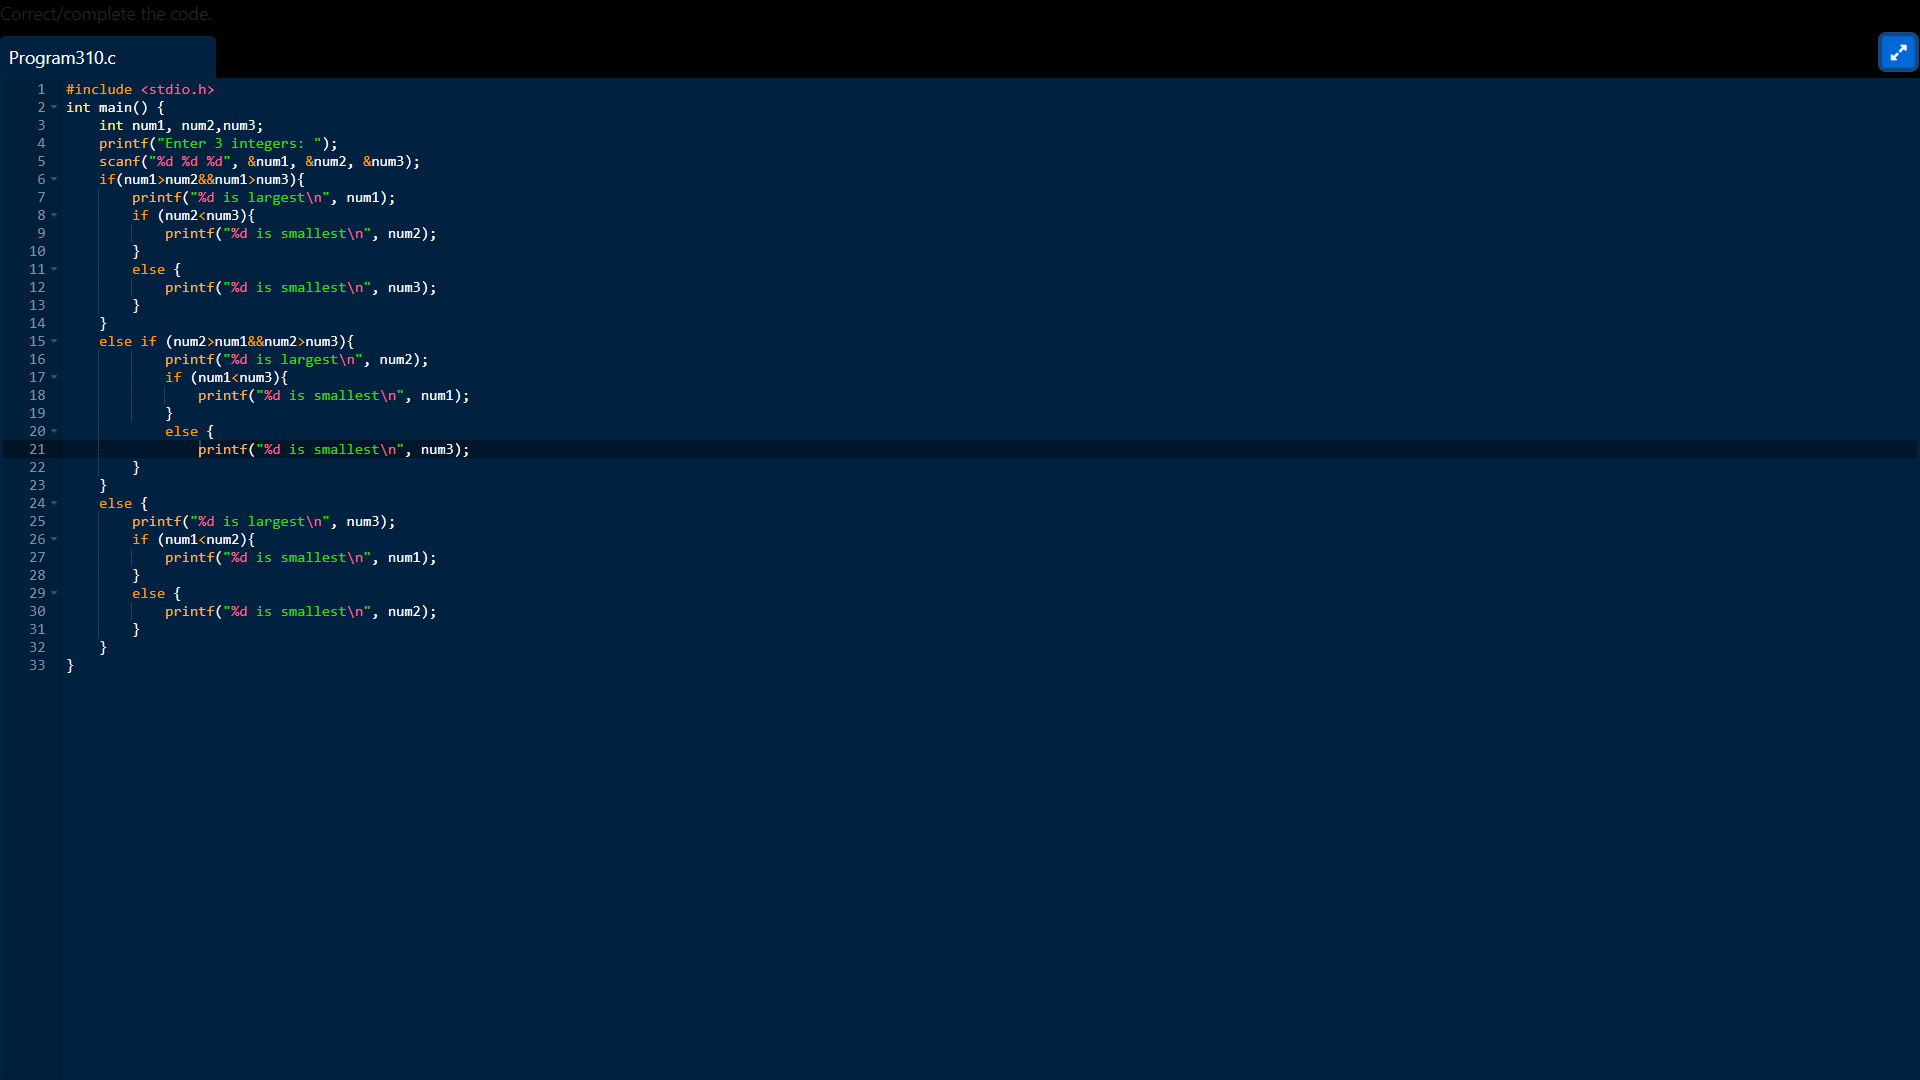 Correct/complete the code.
Program310.c
1 #include <stdio.h>
2 int main() {
3     int num1, num2,num3;
4     printf("Enter 3 integers: ");
5     scanf("%d %d %d", &num1, &num2, &num3);
6     if(num1>num2&&num1>num3){
7         printf("%d is largest\n", num1);
8         if (num2<num3){
9             printf("%d is smallest\n", num2);
10         }
11         else {
12             printf("%d is smallest\n", num3);
13         }
14     }
15     else if (num2>num1&&num2>num3){
16             printf("%d is largest\n", num2);
17             if (num1<num3){
18                 printf("%d is smallest\n", num1);
19             }
20             else {
21                 printf("%d is smallest\n", num3);
22         }
23     }
24     else {
25         printf("%d is largest\n", num3);
26         if (num1<num2){
27             printf("%d is smallest\n", num1);
28         }
29         else {
30             printf("%d is smallest\n", num2);
31         }
32     }
33 }